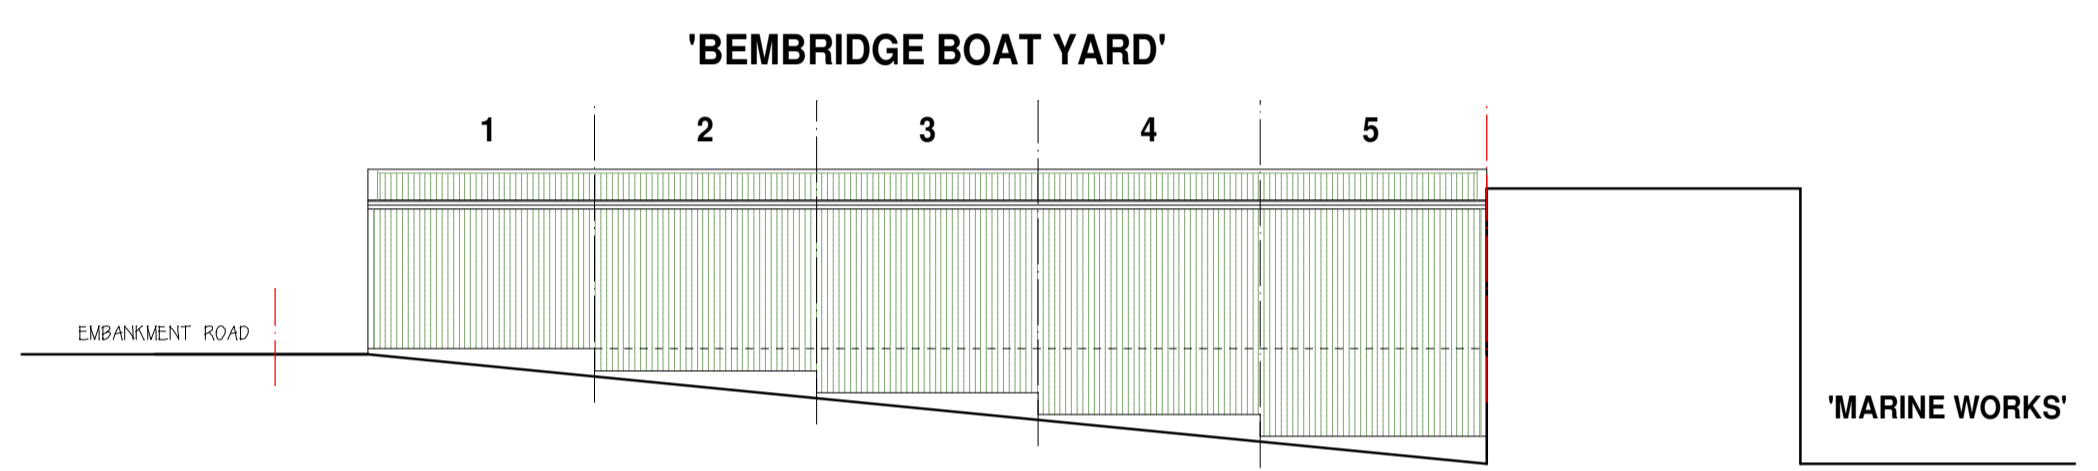 'BEMBRIDGE BOAT YARD'
1 2 3 4 5
EMBANKMENT ROAD
'MARINE WORKS'